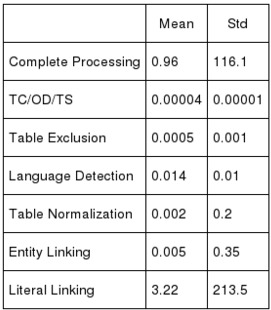 Mean Std
Complete Processing 0.96 116.1
TC/OD/TS 0.00004 0.00001
Table Exclusion 0.0005 0.001
Language Detection 0.014 0.01
Table Normalization 0.002 0.2
Entity Linking 0.005 0.35
Literal Linking 3.22 213.5